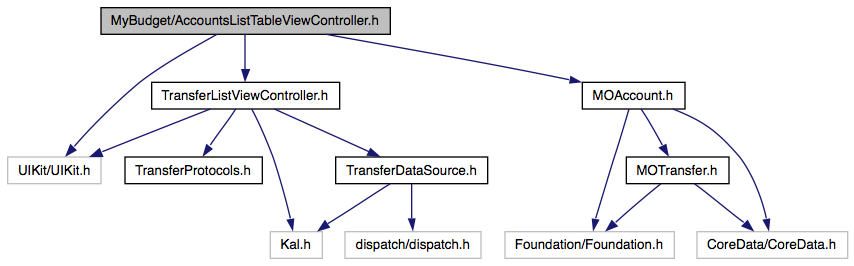 MyBudget/AccountsListTableViewController.h
TransferListViewController.h
MOAccount.h
UIKit/UIKit.h
TransferProtocols.h
TransferDataSource.h
MOTransfer.h
Kal.h
dispatch/dispatch.h
Foundation/Foundation.h
CoreData/CoreData.h